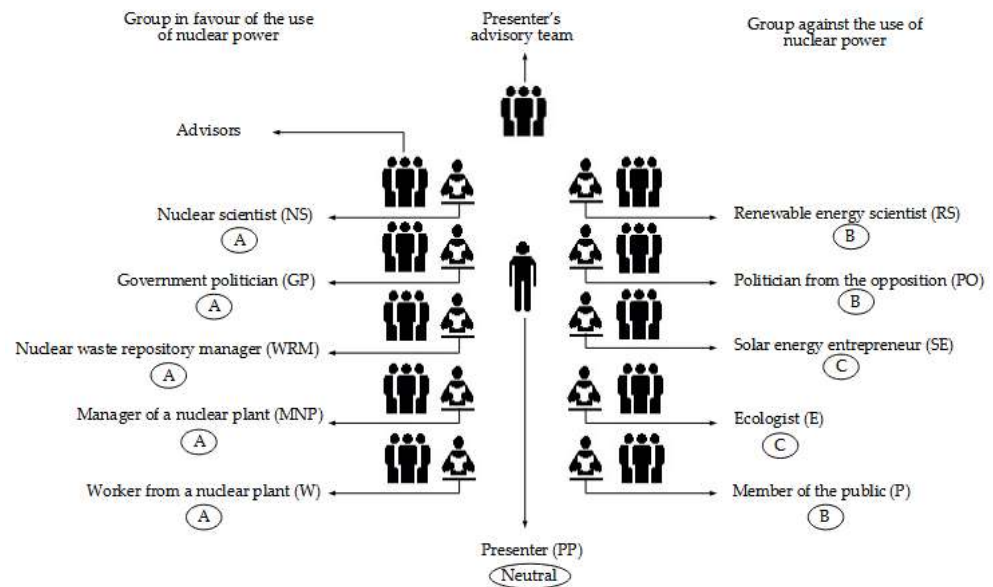 Group in favour of the use
of nuclear power
Presenter's
advisory team
Group against the use of
nuclear power
Advisors
Nuclear scientist (NS)
A
Renewable energy scientist (RS)
B
Government politician (GP)
A
Politician from the opposition (PO)
B
Nuclear waste repository manager (WRM)
A
Solar energy entrepreneur (SE)
C
Manager of a nuclear plant (MNP)
A
Ecologist (E)
C
Worker from a nuclear plant (W)
A
Member of the public (P)
B
Presenter (PP)
Neutral